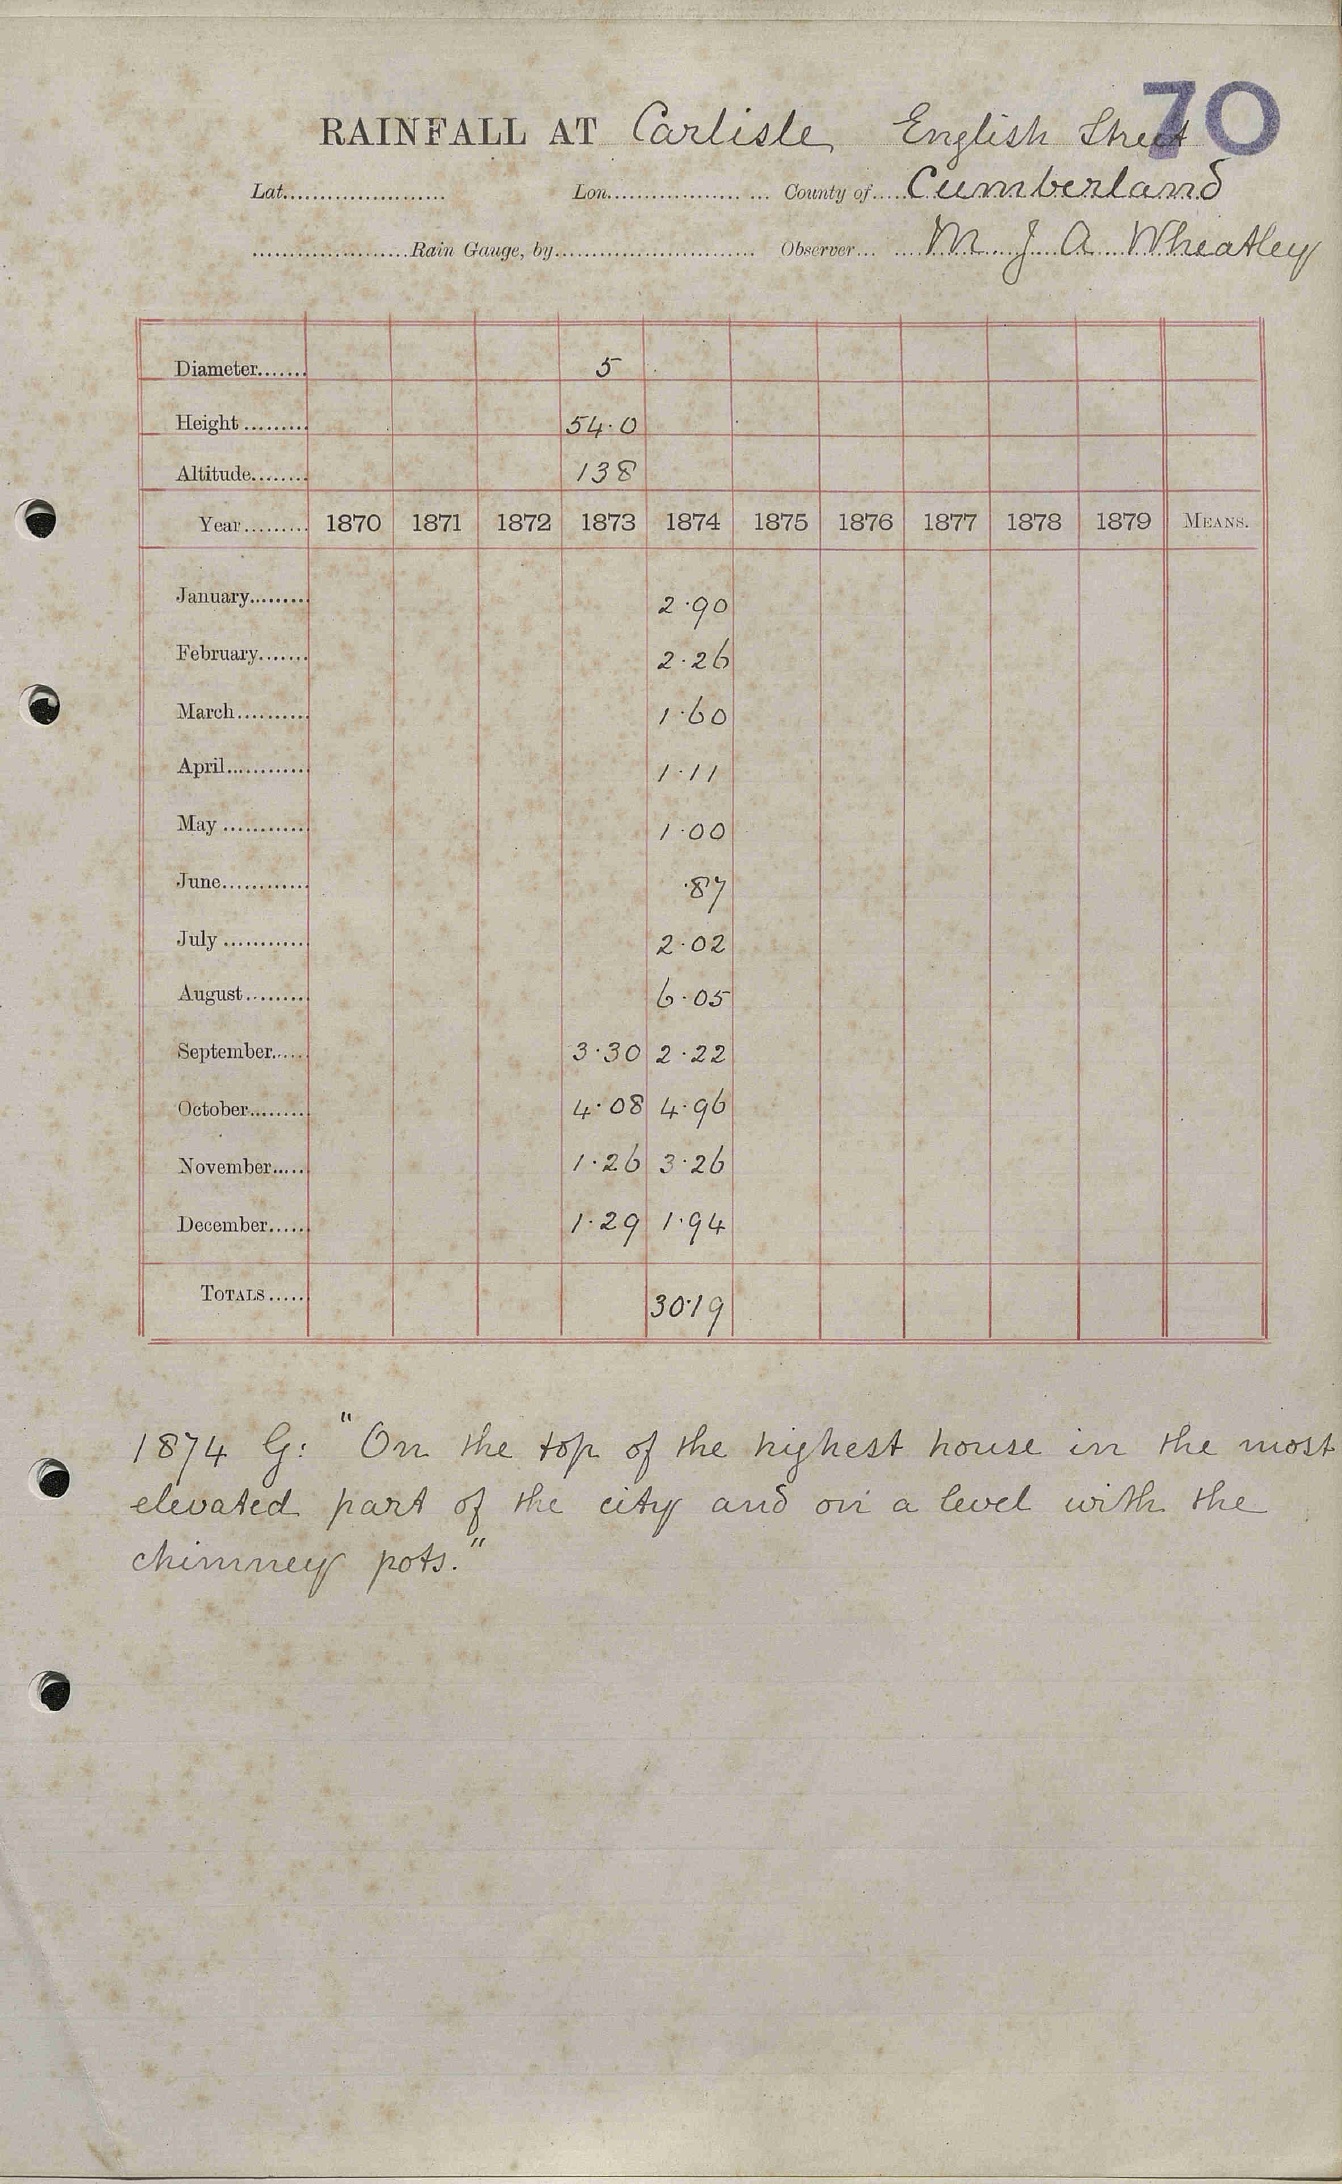 70
RAINFALL AT Carlisle, English Street
Lat..................... Lon..................... County of.....Cumberland
.....................Rain Gauge, by........................... Observer... M J A Wheatley
Diameter....... 5
Height ......... 54.0
Altitude........ 138
Year......... 1870 1871 1872 1873 1874 1875 1876 1877 1878 1879 MEANS.
January......... 2.90
February....... 2.26
March.......... 1.60
April............ 1.11
May ............ 1.00
June............ .87
July ............ 2.02
August......... 6.05
September..... 3.30 2.22
October......... 4.08 4.96
November..... 1.26 3.26
December..... 1.29 1.94
TOTALS..... 30.19
1874 G: "On the top of the highest house in the most
elevated part of the city and on a level with the
chimney pots."